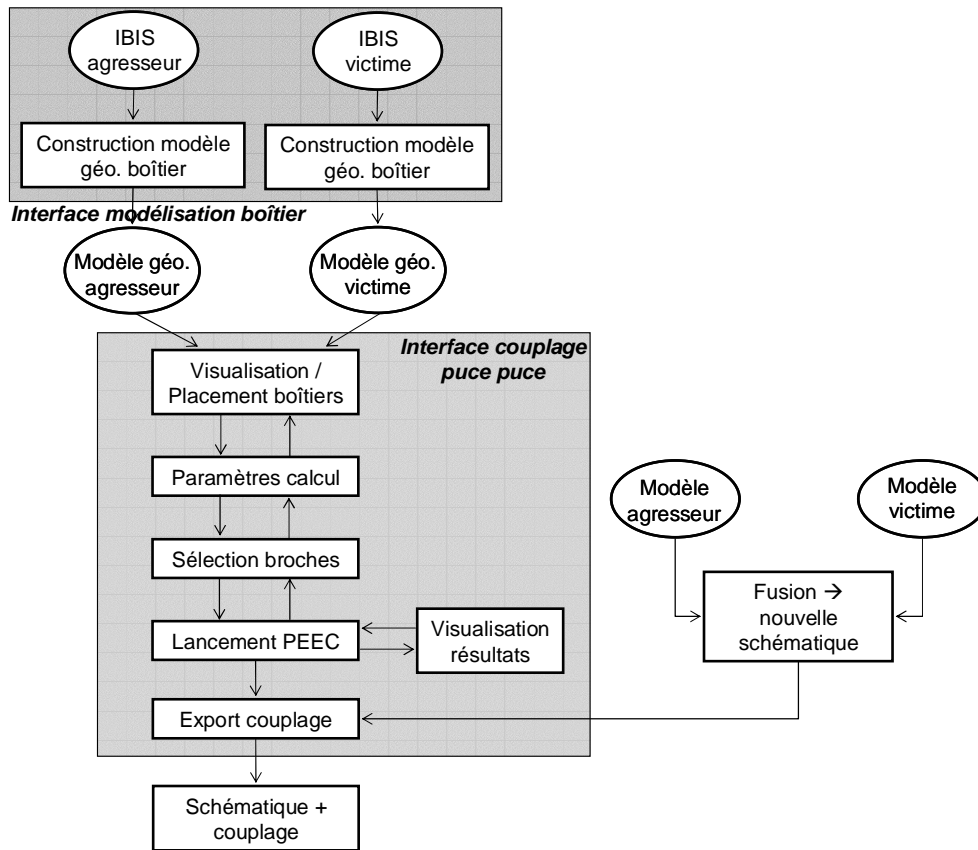 IBIS
agresseur
IBIS
victime
Construction modèle
géo. boîtier
Construction modèle
géo. boîtier
Interface modélisation boîtier
Modèle géo.
agresseur
Modèle géo.
victime
Interface couplage
puce puce
Visualisation /
Placement boîtiers
Paramètres calcul
Sélection broches
Lancement PEEC
Visualisation
résultats
Export couplage
Schématique +
couplage
Modèle
agresseur
Modèle
victime
Fusion →
nouvelle
schématique